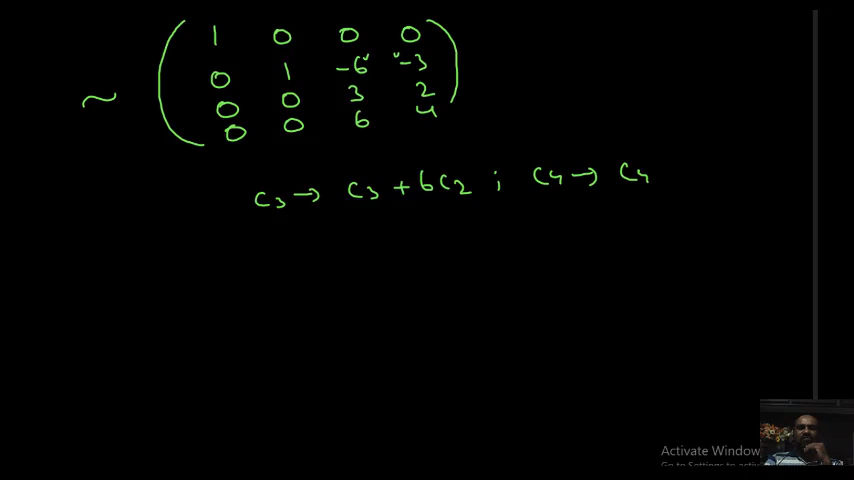 1 0 0 0
0 1 -6 -3
~ 0 0 3 2
0 0 6 4
C3 → C3 + 6C2 ; C4 → C4
Activate Window